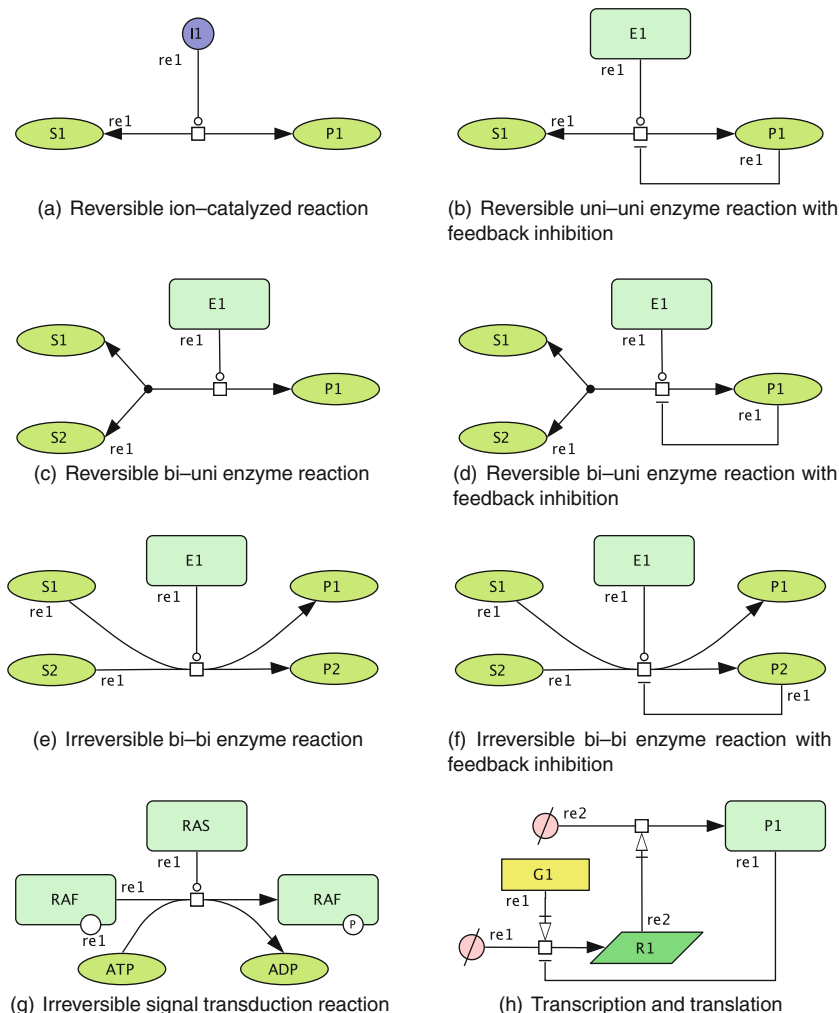 I1
re1
S1
re1
P1
(a) Reversible ion–catalyzed reaction
E1
re1
S1
re1
P1
re1
(b) Reversible uni–uni enzyme reaction with
feedback inhibition
E1
re1
S1
P1
S2
re1
(c) Reversible bi–uni enzyme reaction
E1
re1
S1
P1
re1
S2
re1
(d) Reversible bi–uni enzyme reaction with
feedback inhibition
E1
S1
re1
re1
P1
S2
re1
P2
(e) Irreversible bi–bi enzyme reaction
E1
S1
re1
re1
P1
S2
re1
P2
re1
(f) Irreversible bi–bi enzyme reaction with
feedback inhibition
RAS
re1
RAF
re1
RAF
P
re1
ATP
ADP
(g) Irreversible signal transduction reaction
re2
P1
re1
G1
re1
re2
re1
R1
(h) Transcription and translation